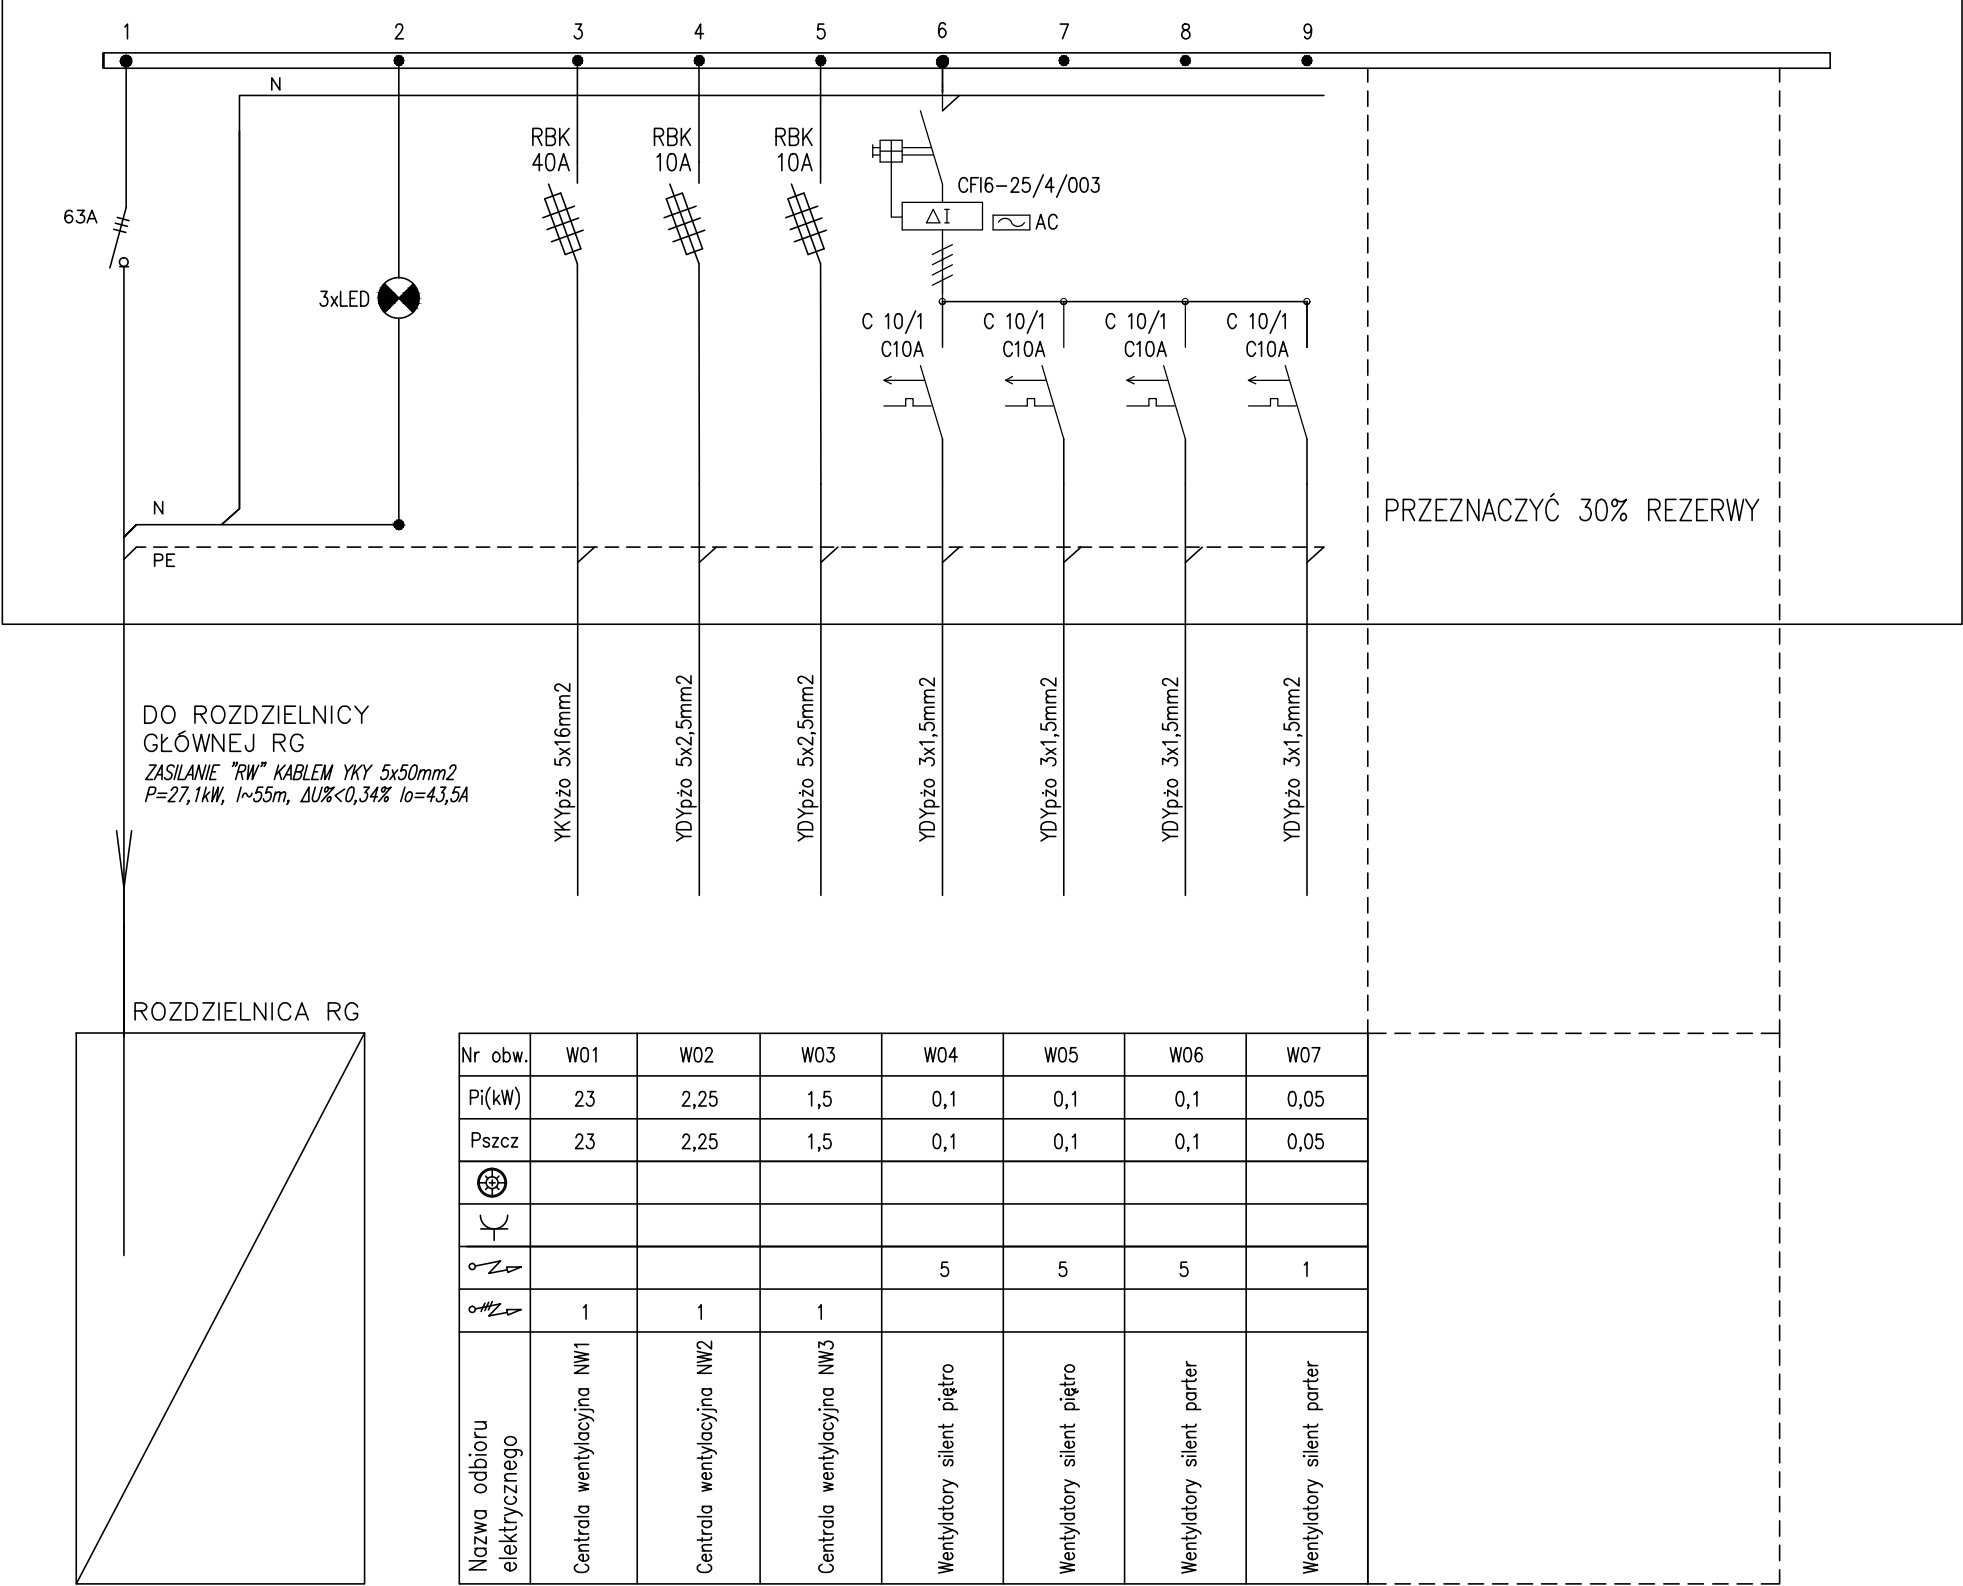 1 2 3 4 5 6 7 8 9
N
RBK
40A
RBK
10A
RBK
10A
63A
CFI6-25/4/003
ΔI
AC
3xLED
C 10/1
C10A
C 10/1
C10A
C 10/1
C10A
C 10/1
C10A
N
PE
PRZEZNACZYĆ 30% REZERWY
DO ROZDZIELNICY
GŁÓWNEJ RG
ZASILANIE "RW" KABLEM YKY 5x50mm2
P=27,1kW, l~55m, ΔU%<0,34% Io=43,5A
YKYpżo 5x16mm2
YDYpżo 5x2,5mm2
YDYpżo 5x2,5mm2
YDYpżo 3x1,5mm2
YDYpżo 3x1,5mm2
YDYpżo 3x1,5mm2
YDYpżo 3x1,5mm2
ROZDZIELNICA RG
Nr obw. W01 W02 W03 W04 W05 W06 W07
Pi(kW) 23 2,25 1,5 0,1 0,1 0,1 0,05
Pszcz 23 2,25 1,5 0,1 0,1 0,1 0,05
5 5 5 1
1 1 1
Nazwa odbioru
elektrycznego
Centrala wentylacyjna NW1
Centrala wentylacyjna NW2
Centrala wentylacyjna NW3
Wentylatory silent piętro
Wentylatory silent piętro
Wentylatory silent parter
Wentylatory silent parter